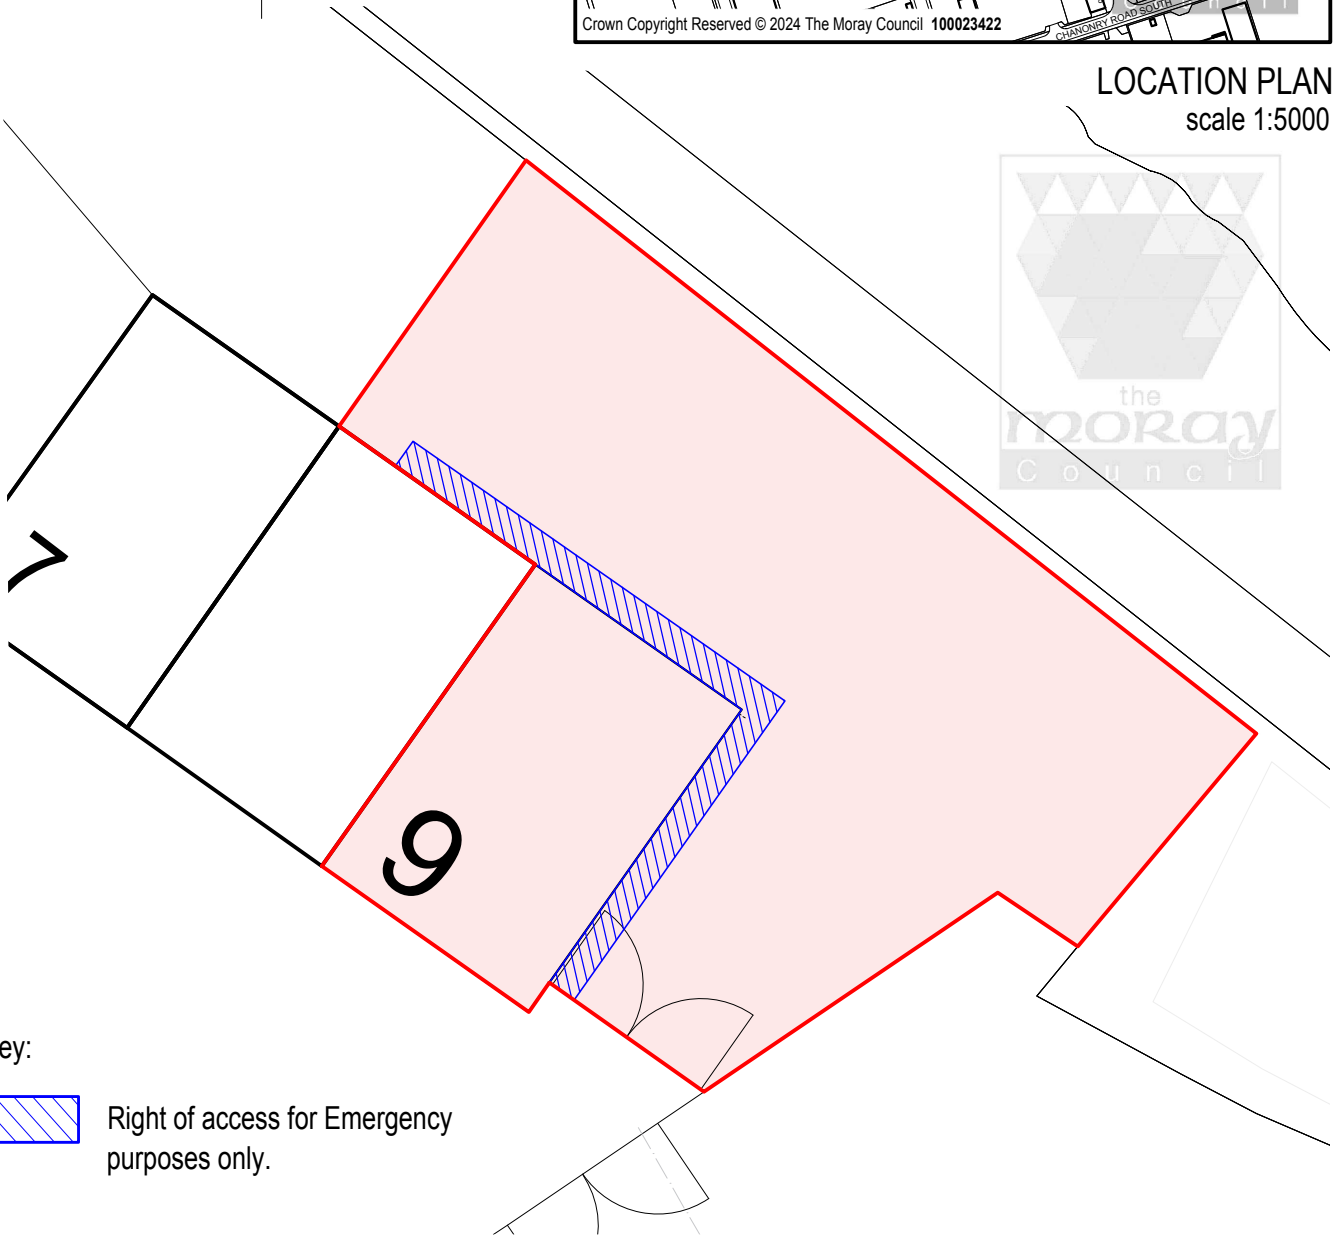 Crown Copyright Reserved © 2024 The Moray Council 100023422
CHANONRY ROAD SOUTH
LOCATION PLAN
scale 1:5000
the
moray
Council
7
9
ey:
Right of access for Emergency
purposes only.